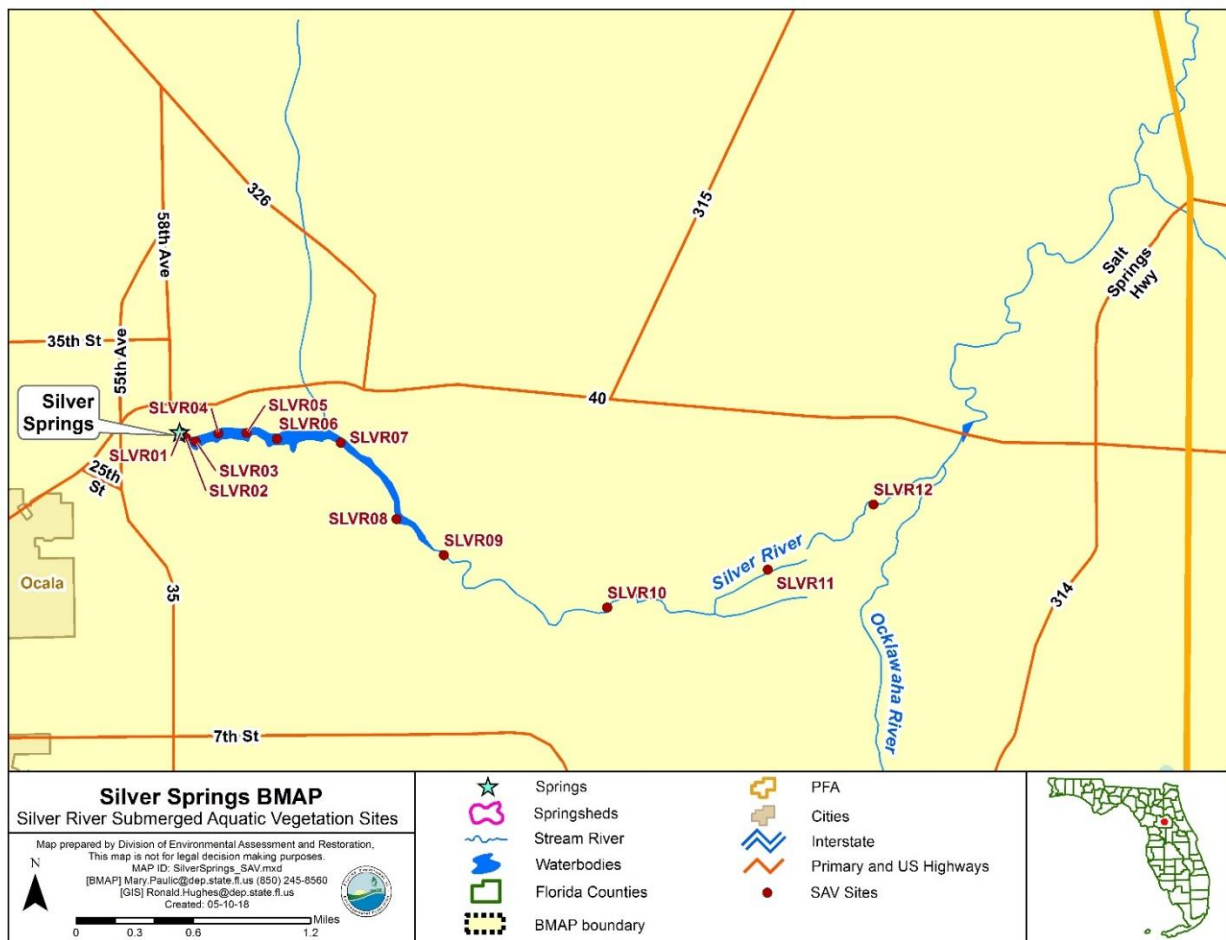 326
315
58th Ave
Salt
Springs
Hwy
35th St
55th Ave
40
Silver
Springs
SLVR04
SLVR05
SLVR06
SLVR07
SLVR01
SLVR03
SLVR02
25th
St
SLVR08
SLVR09
SLVR12
Silver River
SLVR11
SLVR10
Ocala
35
314
Ocklawaha River
7th St
Silver Springs BMAP
Silver River Submerged Aquatic Vegetation Sites
Map prepared by Division of Environmental Assessment and Restoration,
This map is not for legal decision making purposes.
MAP ID: SilverSprings_SAV.mxd
[BMAP] Mary.Paulic@dep.state.fl.us (850) 245-8560
[GIS] Ronald.Hughes@dep.state.fl.us
Created: 05-10-18
N
Miles
0 0.3 0.6 1.2
Springs
Springsheds
Stream River
Waterbodies
Florida Counties
BMAP boundary
PFA
Cities
Interstate
Primary and US Highways
SAV Sites